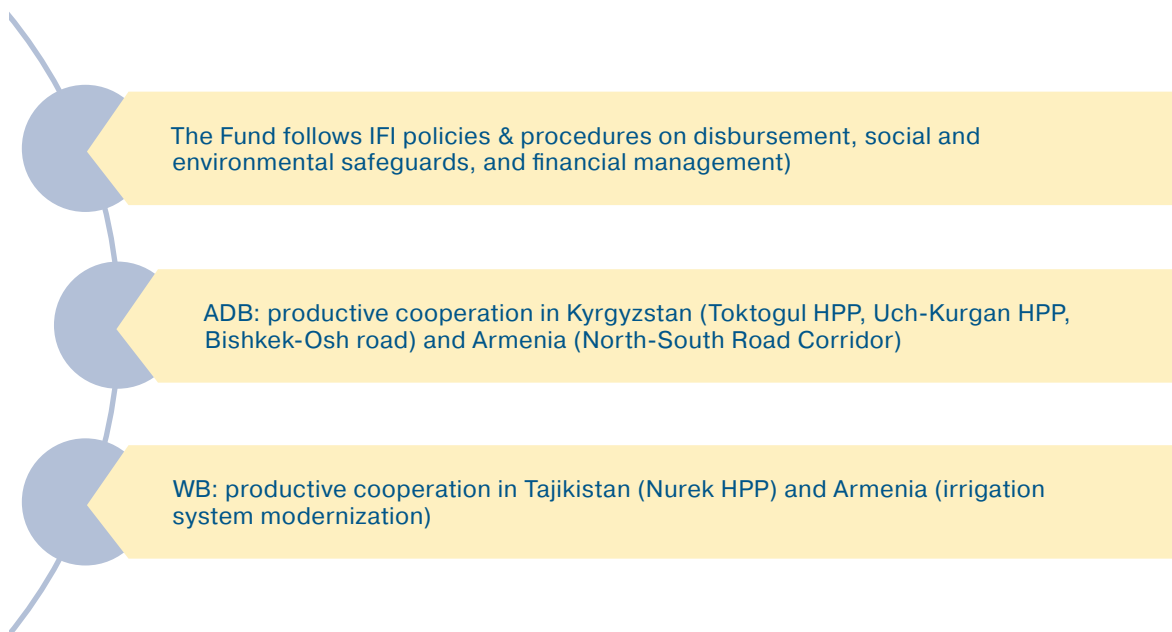 The Fund follows IFI policies & procedures on disbursement, social and
environmental safeguards, and financial management)
ADB: productive cooperation in Kyrgyzstan (Toktogul HPP, Uch-Kurgan HPP,
Bishkek-Osh road) and Armenia (North-South Road Corridor)
WB: productive cooperation in Tajikistan (Nurek HPP) and Armenia (irrigation
system modernization)